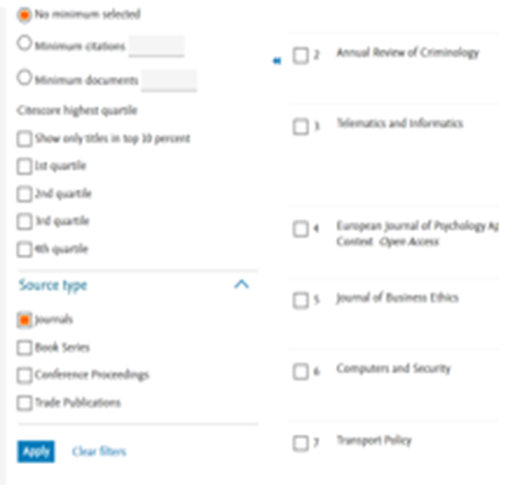 No minimum selected
Minimum citations
Minimum documents
Citescore highest quartile
Show only titles in top 10 percent
1st quartile
2nd quartile
3rd quartile
4th quartile
Source type
Journals
Book Series
Conference Proceedings
Trade Publications
Apply Clear filters
2 Annual Review of Criminology
3 Telematics and Informatics
4 European Journal of Psychology Ap
Context Open Access
5 Journal of Business Ethics
6 Computers and Security
7 Transport Policy